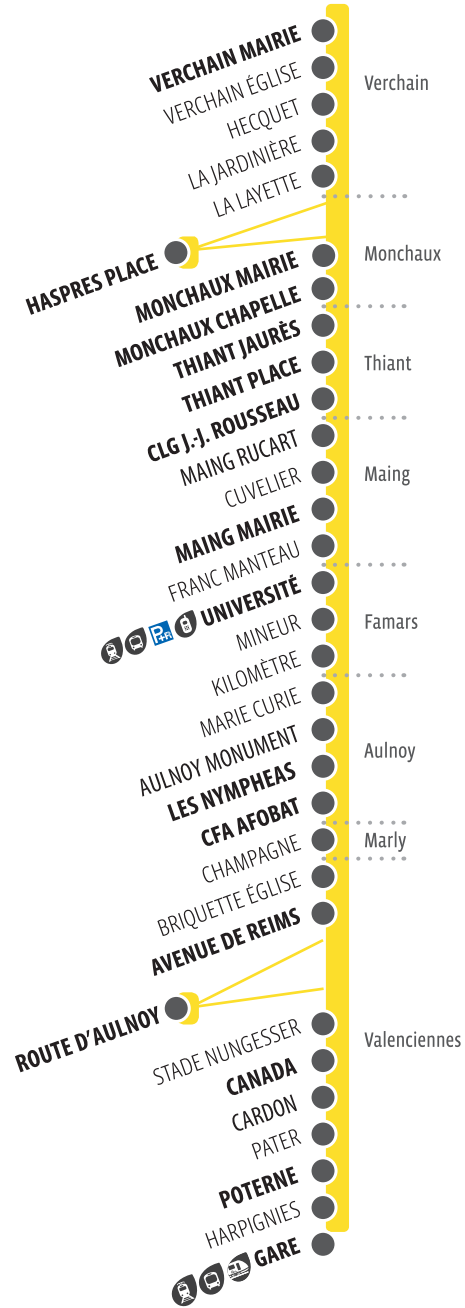 VERCHAIN MAIRIE
VERCHAIN ÉGLISE
Verchain
HECQUET
LA JARDINIÈRE
LA LAYETTE
HASPRES PLACE
MONCHAUX MAIRIE
Monchaux
MONCHAUX CHAPELLE
THIANT JAURÈS
THIANT PLACE
Thiant
CLG J.-J. ROUSSEAU
MAING RUCART
CUVELIER
Maing
MAING MAIRIE
FRANC MANTEAU
P+R UNIVERSITÉ
MINEUR
Famars
KILOMÈTRE
MARIE CURIE
AULNOY MONUMENT
Aulnoy
LES NYMPHEAS
CFA AFOBAT
CHAMPAGNE
Marly
BRIQUETTE ÉGLISE
AVENUE DE REIMS
ROUTE D'AULNOY
STADE NUNGESSER
Valenciennes
CANADA
CARDON
PATER
POTERNE
HARPIGNIES
GARE